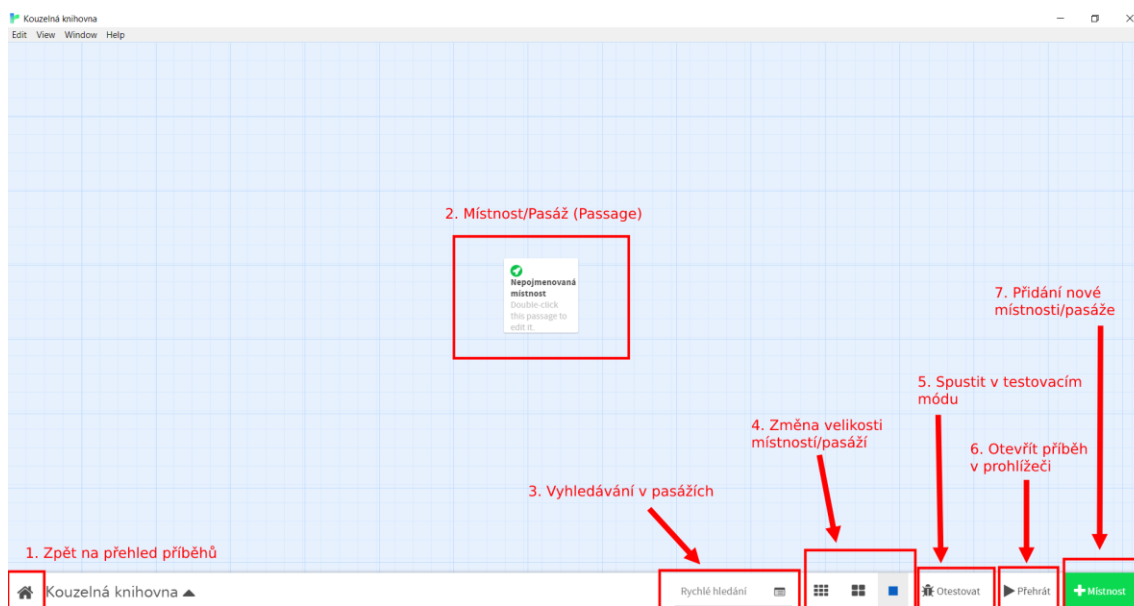 Kouzelná knihovna
Edit View Window Help
2. Místnost/Pasáž (Passage)
Nepojmenovaná
místnost
Double-click
this passage to
edit it.
7. Přidání nové
místnosti/pasáže
5. Spustit v testovacím
módu
4. Změna velikosti
místností/pasáží
6. Otevřít příběh
v prohlížeči
3. Vyhledávání v pasážích
1. Zpět na přehled příběhů
Kouzelná knihovna
Rychlé hledání
Otestovat
Přehrát
Místnost